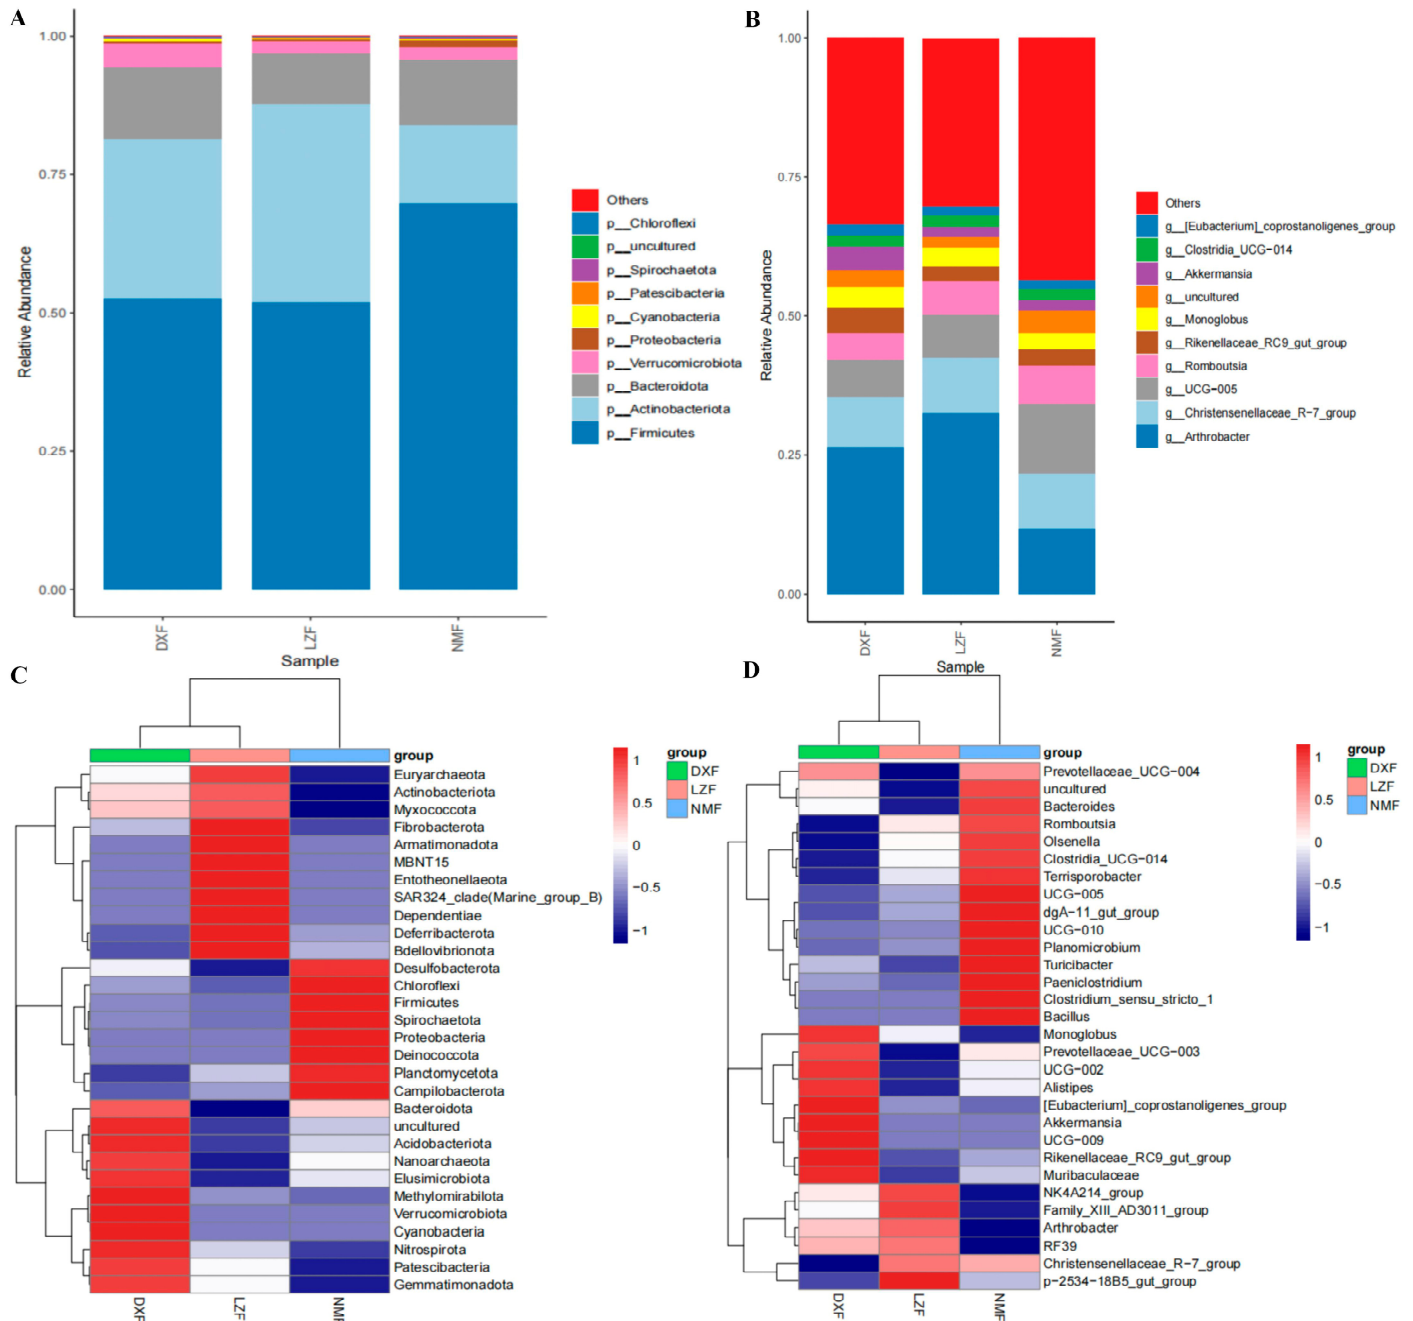 A
1.00
0.75
0.50
0.25
0.00
Relative Abundance
DXF
LZF
NMF
Sample
Others
p__Chloroflexi
p__uncultured
p__Spirochaetota
p__Patescibacteria
p__Cyanobacteria
p__Proteobacteria
p__Verrucomicrobiota
p__Bacteroidota
p__Actinobacteriota
p__Firmicutes
B
1.00
0.75
0.50
0.25
0.00
Relative Abundance
DXF
LZF
NMF
Sample
Others
g__[Eubacterium]_coprostanoligenes_group
g__Clostridia_UCG-014
g__Akkermansia
g__uncultured
g__Monoglobus
g__Rikenellaceae_RC9_gut_group
g__Romboutsia
g__UCG-005
g__Christensenellaceae_R-7_group
g__Arthrobacter
C
group
Euryarchaeota
Actinobacteriota
Myxococcota
Fibrobacterota
Armatimonadota
MBNT15
Entotheonellaeota
SAR324_clade(Marine_group_B)
Dependentiae
Deferribacterota
Bdellovibrionota
Desulfobacterota
Chloroflexi
Firmicutes
Spirochaetota
Proteobacteria
Deinococcota
Planctomycetota
Campilobacterota
Bacteroidota
uncultured
Acidobacteriota
Nanoarchaeota
Elusimicrobiota
Methylomirabilota
Verrucomicrobiota
Cyanobacteria
Nitrospirota
Patescibacteria
Gemmatimonadota
DXF
LZF
NMF
1
0.5
0
−0.5
−1
group
DXF
LZF
NMF
D
group
Prevotellaceae_UCG-004
uncultured
Bacteroides
Romboutsia
Olsenella
Clostridia_UCG-014
Terrisporobacter
UCG-005
dgA-11_gut_group
UCG-010
Planomicrobium
Turicibacter
Paeniclostridium
Clostridium_sensu_stricto_1
Bacillus
Monoglobus
Prevotellaceae_UCG-003
UCG-002
Alistipes
[Eubacterium]_coprostanoligenes_group
Akkermansia
UCG-009
Rikenellaceae_RC9_gut_group
Muribaculaceae
NK4A214_group
Family_XIII_AD3011_group
Arthrobacter
RF39
Christensenellaceae_R-7_group
p-2534-18B5_gut_group
DXF
LZF
NMF
1
0.5
0
−0.5
−1
group
DXF
LZF
NMF